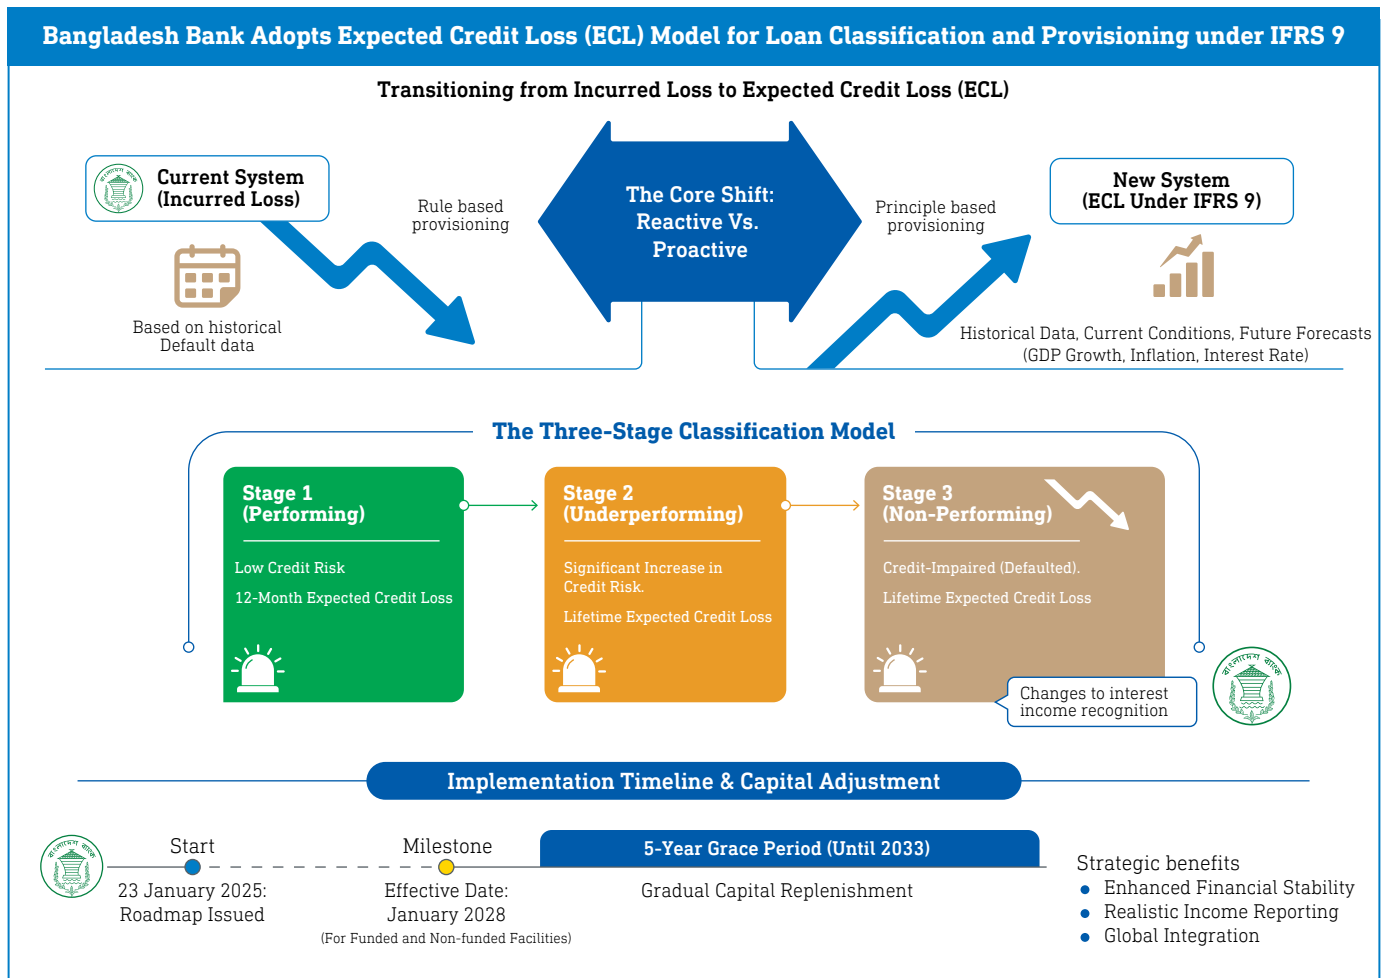 Bangladesh Bank Adopts Expected Credit Loss (ECL) Model for Loan Classification and Provisioning under IFRS 9
Transitioning from Incurred Loss to Expected Credit Loss (ECL)
বাংলাদেশ ব্যাংক
Current System
(Incurred Loss)
Based on historical
Default data
Rule based
provisioning
The Core Shift:
Reactive Vs.
Proactive
Principle based
provisioning
New System
(ECL Under IFRS 9)
Historical Data, Current Conditions, Future Forecasts
(GDP Growth, Inflation, Interest Rate)
The Three-Stage Classification Model
Stage 1
(Performing)
Low Credit Risk
12-Month Expected Credit Loss
Stage 2
(Underperforming)
Significant Increase in
Credit Risk.
Lifetime Expected Credit Loss
Stage 3
(Non-Performing)
Credit-Impaired (Defaulted).
Lifetime Expected Credit Loss
Changes to interest
income recognition
বাংলাদেশ ব্যাংক
Implementation Timeline & Capital Adjustment
বাংলাদেশ ব্যাংক
Start
23 January 2025:
Roadmap Issued
Milestone
Effective Date:
January 2028
(For Funded and Non-funded Facilities)
5-Year Grace Period (Until 2033)
Gradual Capital Replenishment
Strategic benefits
● Enhanced Financial Stability
● Realistic Income Reporting
● Global Integration